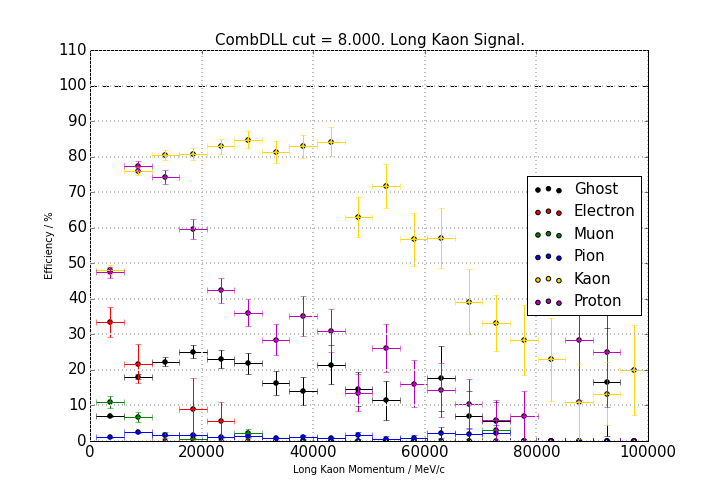 CombDLL cut = 8.000. Long Kaon Signal.
110
100
90
80
70
60
50
40
30
20
10
0
Efficiency / %
Ghost
Electron
Muon
Pion
Kaon
Proton
0 20000 40000 60000 80000 100000
Long Kaon Momentum / MeV/c